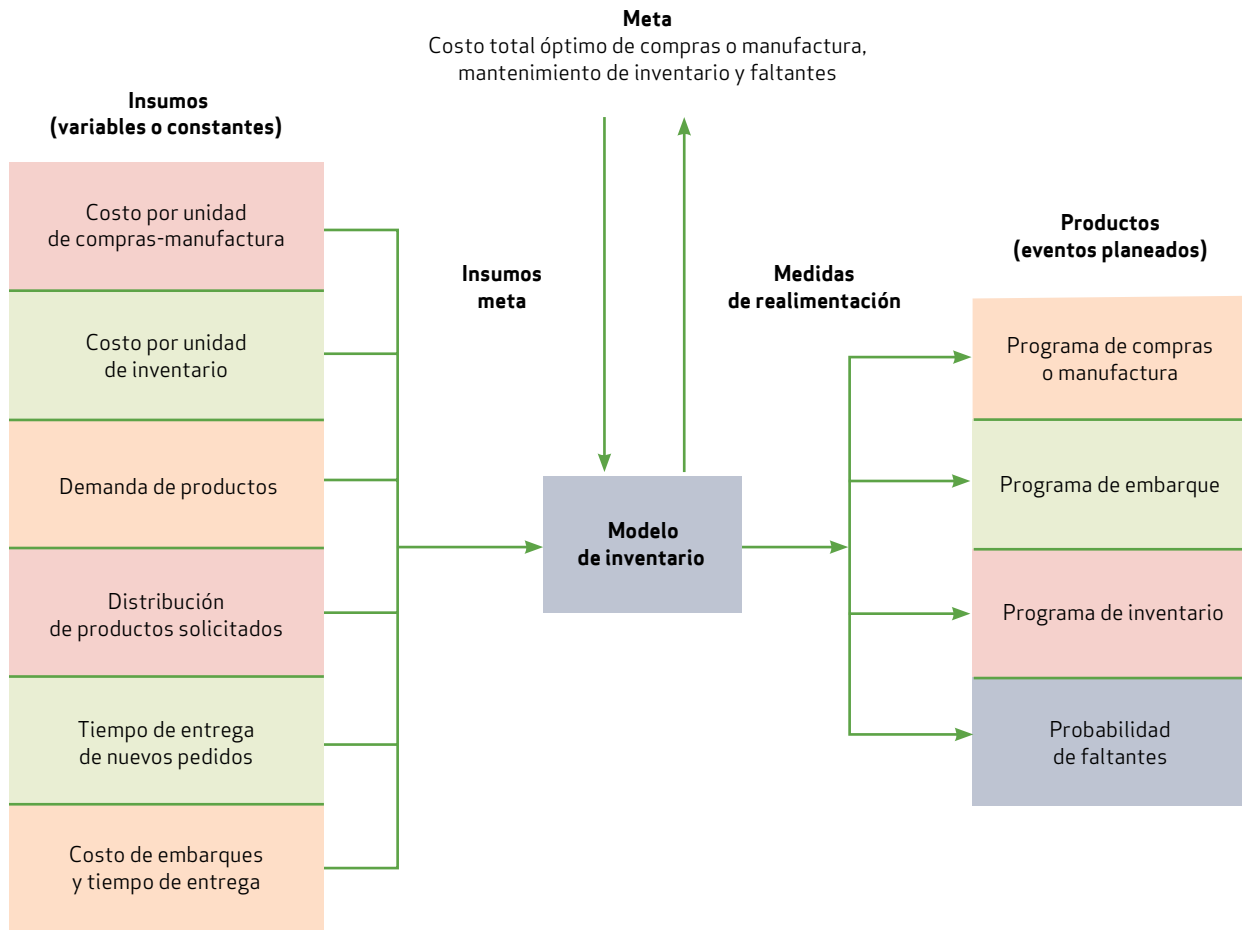 Meta
Costo total óptimo de compras o manufactura,
mantenimiento de inventario y faltantes
Insumos
(variables o constantes)
Costo por unidad
de compras-manufactura
Costo por unidad
de inventario
Demanda de productos
Distribución
de productos solicitados
Tiempo de entrega
de nuevos pedidos
Costo de embarques
y tiempo de entrega
Insumos
meta
Medidas
de realimentación
Modelo
de inventario
Productos
(eventos planeados)
Programa de compras
o manufactura
Programa de embarque
Programa de inventario
Probabilidad
de faltantes